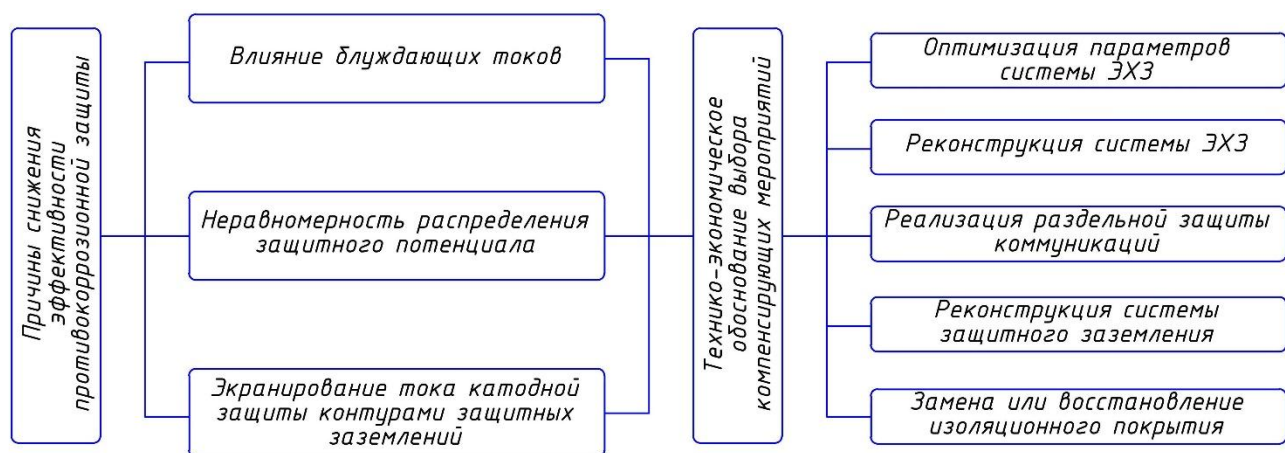 Причины снижения
эффективности
противокоррозионной защиты
Влияние блуждающих токов
Неравномерность распределения
защитного потенциала
Экранирование тока катодной
защиты контурами защитных
заземлений
Технико-экономическое
обоснование выбора
компенсирующих мероприятий
Оптимизация параметров
системы ЭХЗ
Реконструкция системы ЭХЗ
Реализация раздельной защиты
коммуникаций
Реконструкция системы
защитного заземления
Замена или восстановление
изоляционного покрытия